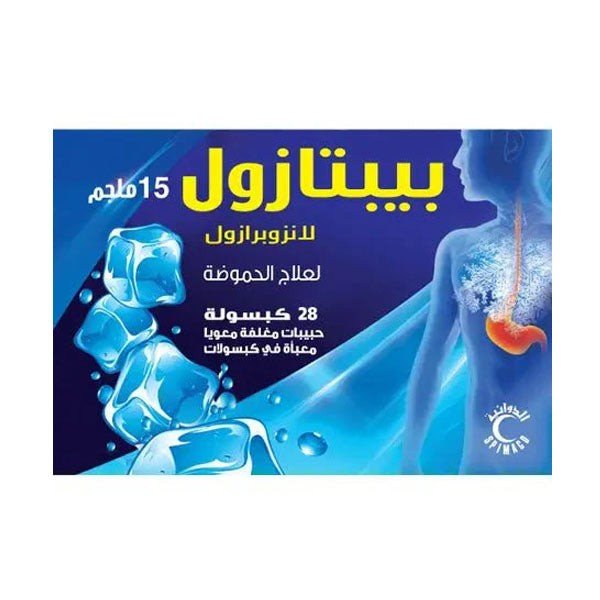 بيبتازول 15 ملجم
لانزوبرازول
لعلاج الحموضة
28 كبسولة
حبيبات مغلفة معويا
معبأة في كبسولات
الدوائية
SPIMACO